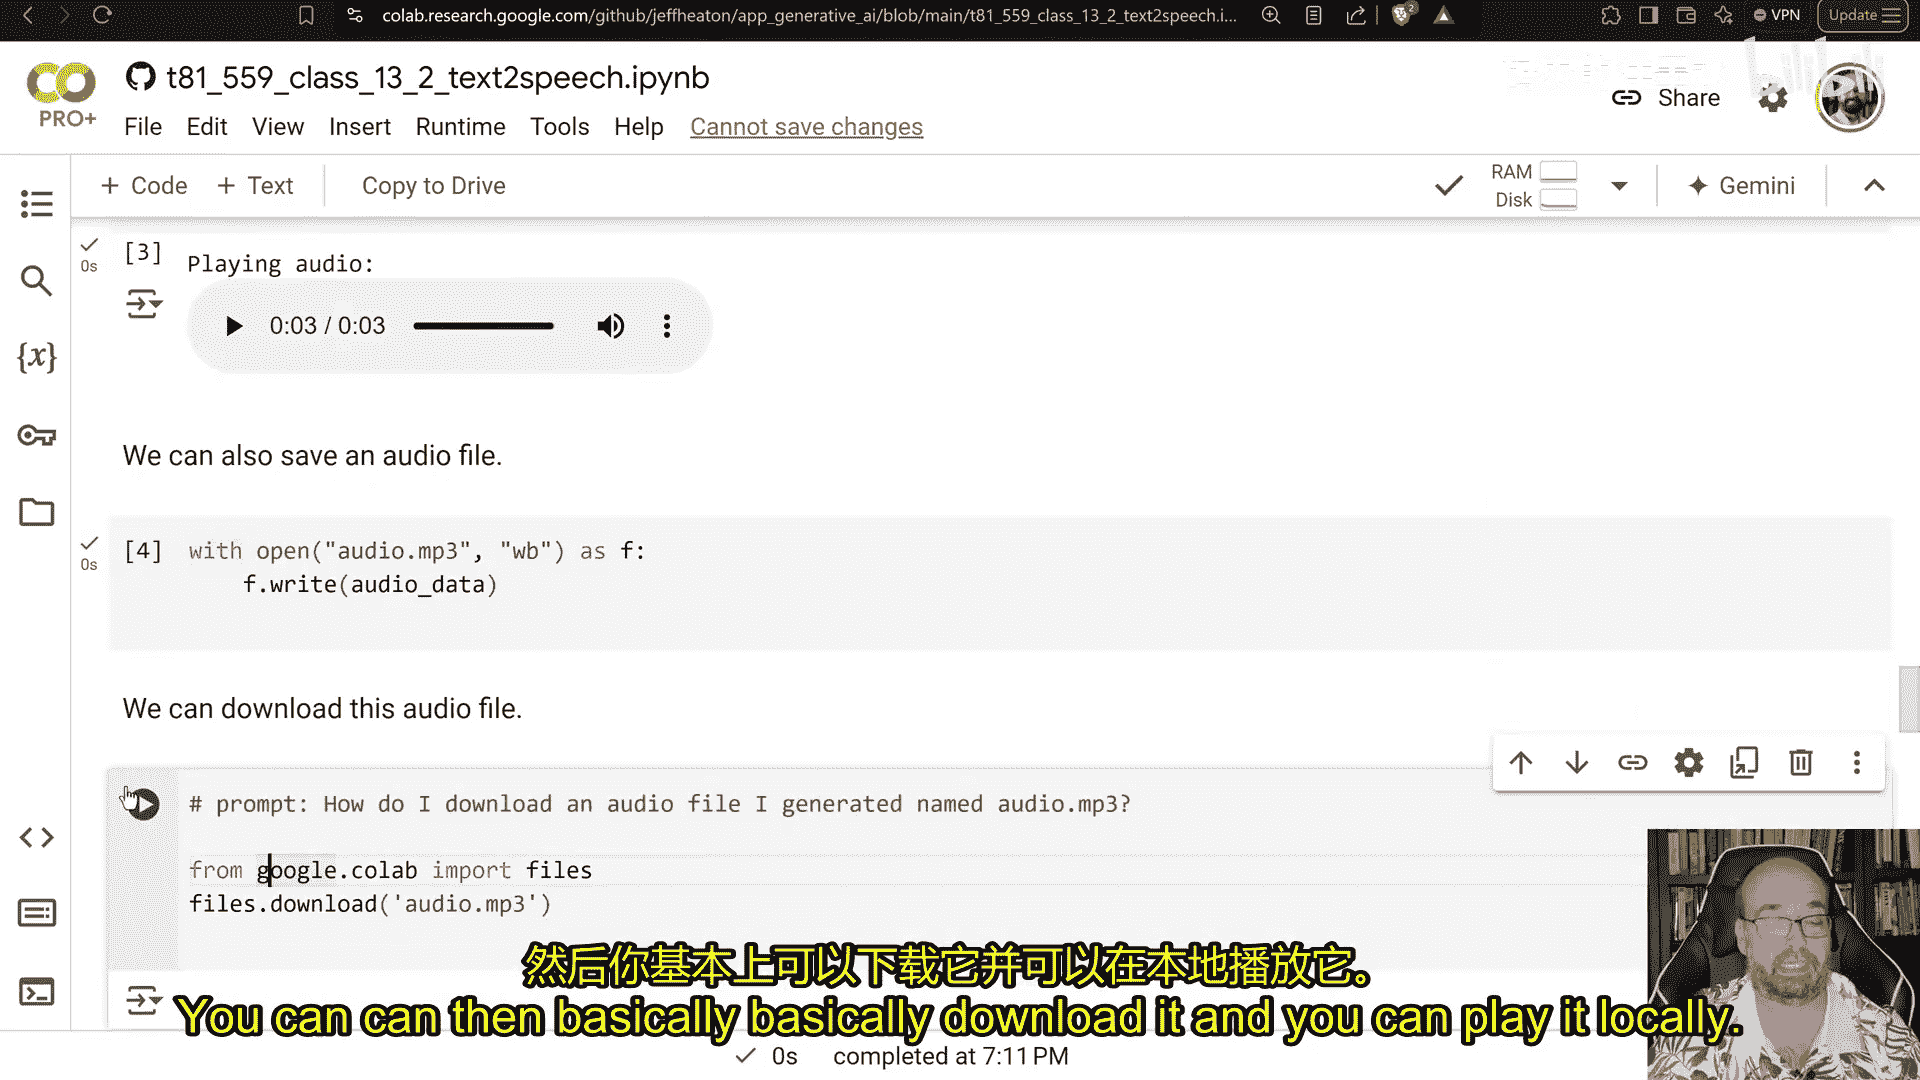 colab.research.google.com/github/jeffheaton/app_generative_ai/blob/main/t81_559_class_13_2_text2speech.i...
2
VPN
Update
t81_559_class_13_2_text2speech.ipynb
PRO+
File Edit View Insert Runtime Tools Help Cannot save changes
Share
+ Code + Text Copy to Drive
RAM
Disk
Gemini
0s
[3]
Playing audio:
0:03 / 0:03
{x}
We can also save an audio file.
0s
[4] with open("audio.mp3", "wb") as f:
f.write(audio_data)
We can download this audio file.
# prompt: How do I download an audio file I generated named audio.mp3?
from google.colab import files
files.download('audio.mp3')
然后你基本上可以下载它并可以在本地播放它。
You can can then basically basically download it and you can play it locally.
0s completed at 7:11 PM